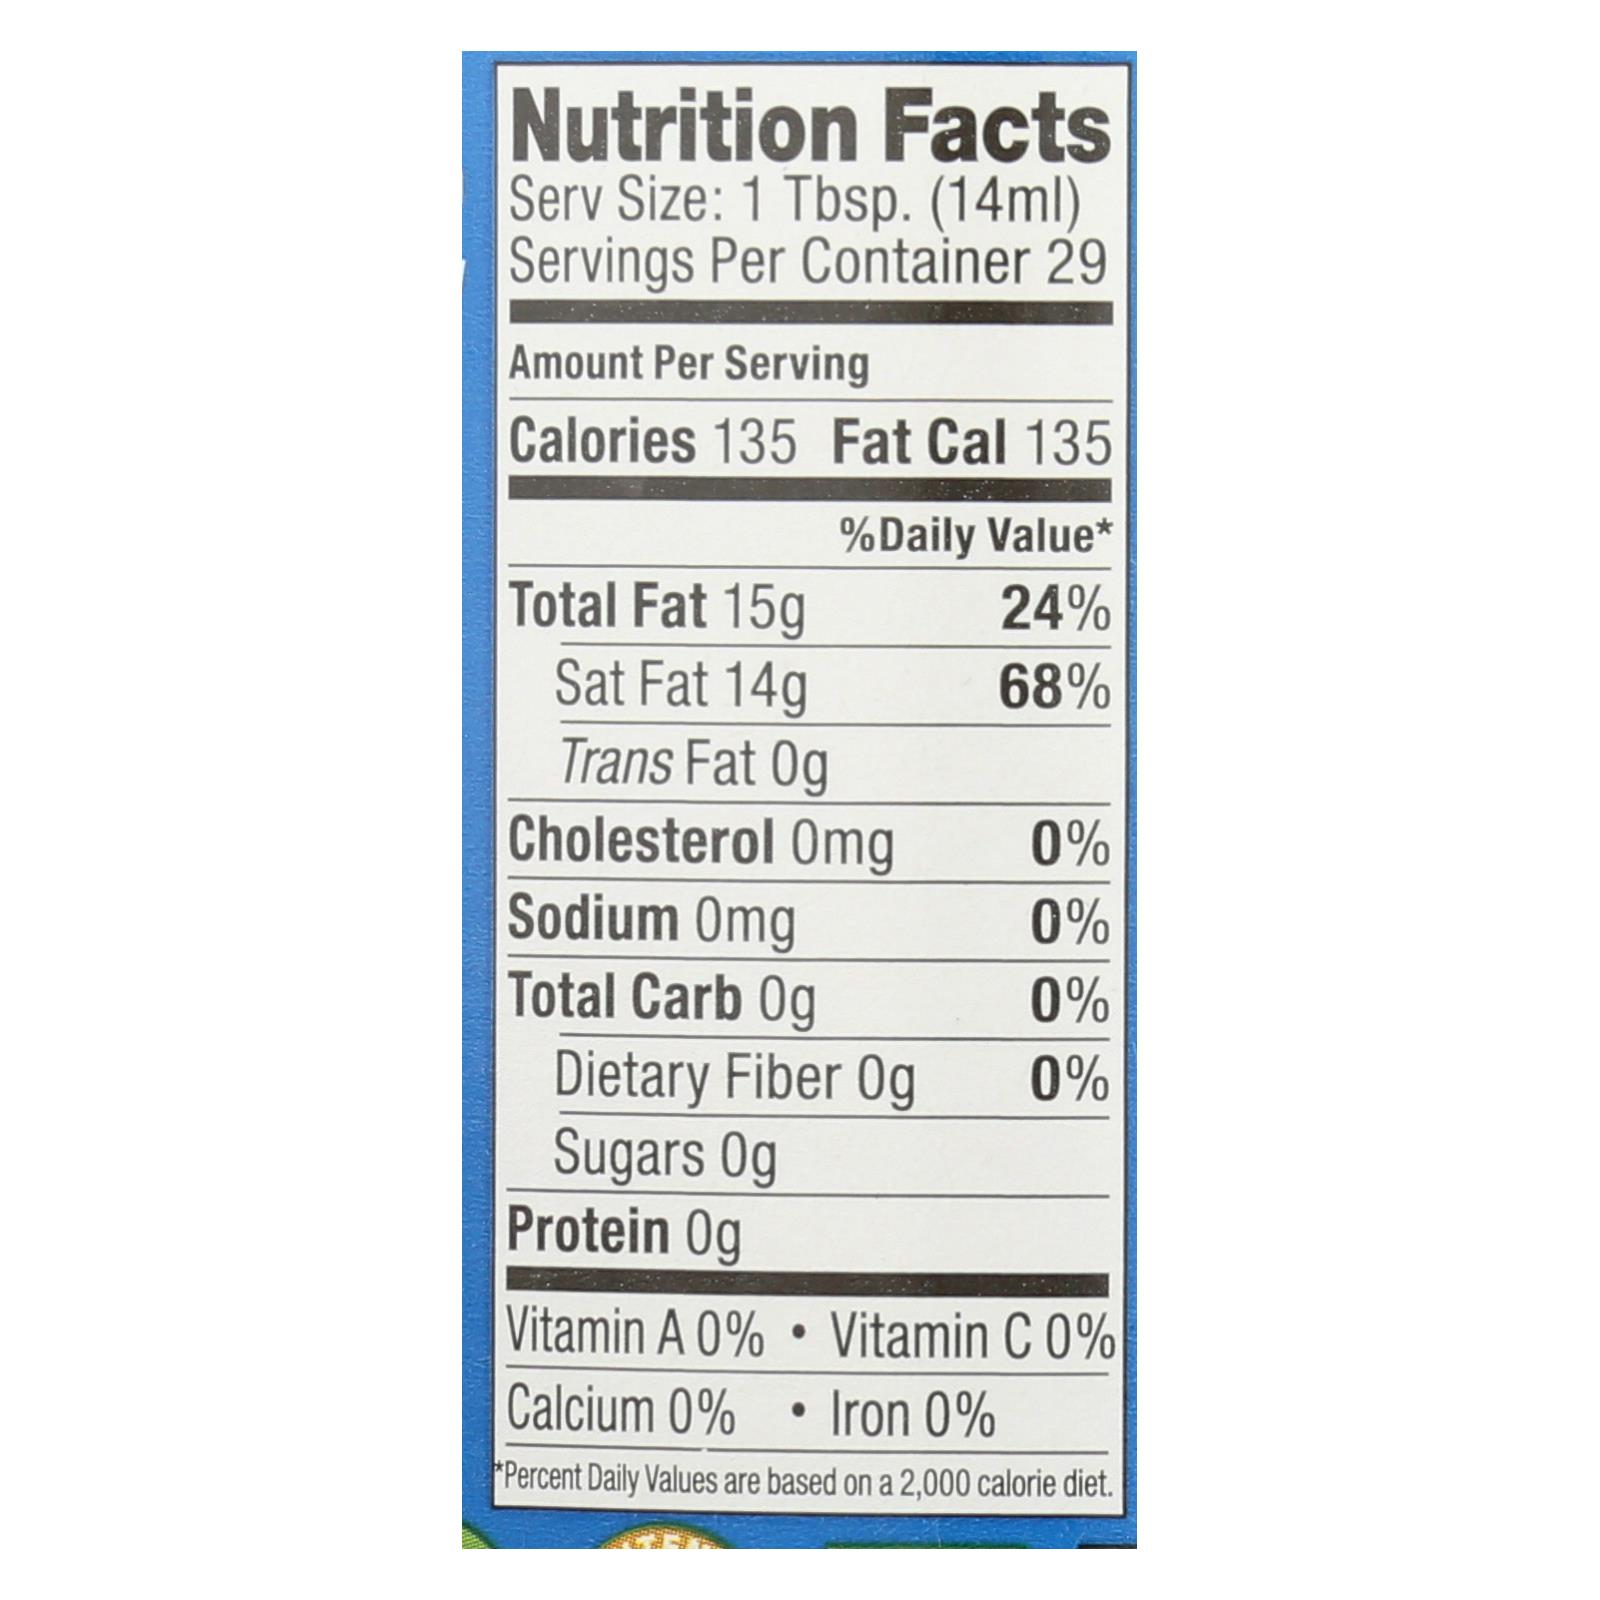 Nutrition Facts
Serv Size: 1 Tbsp. (14ml)
Servings Per Container 29
Amount Per Serving
Calories 135 Fat Cal 135
%Daily Value*
Total Fat 15g 24%
Sat Fat 14g 68%
Trans Fat 0g
Cholesterol 0mg 0%
Sodium 0mg 0%
Total Carb 0g 0%
Dietary Fiber 0g 0%
Sugars 0g
Protein 0g
Vitamin A 0% • Vitamin C 0%
Calcium 0% • Iron 0%
*Percent Daily Values are based on a 2,000 calorie diet.